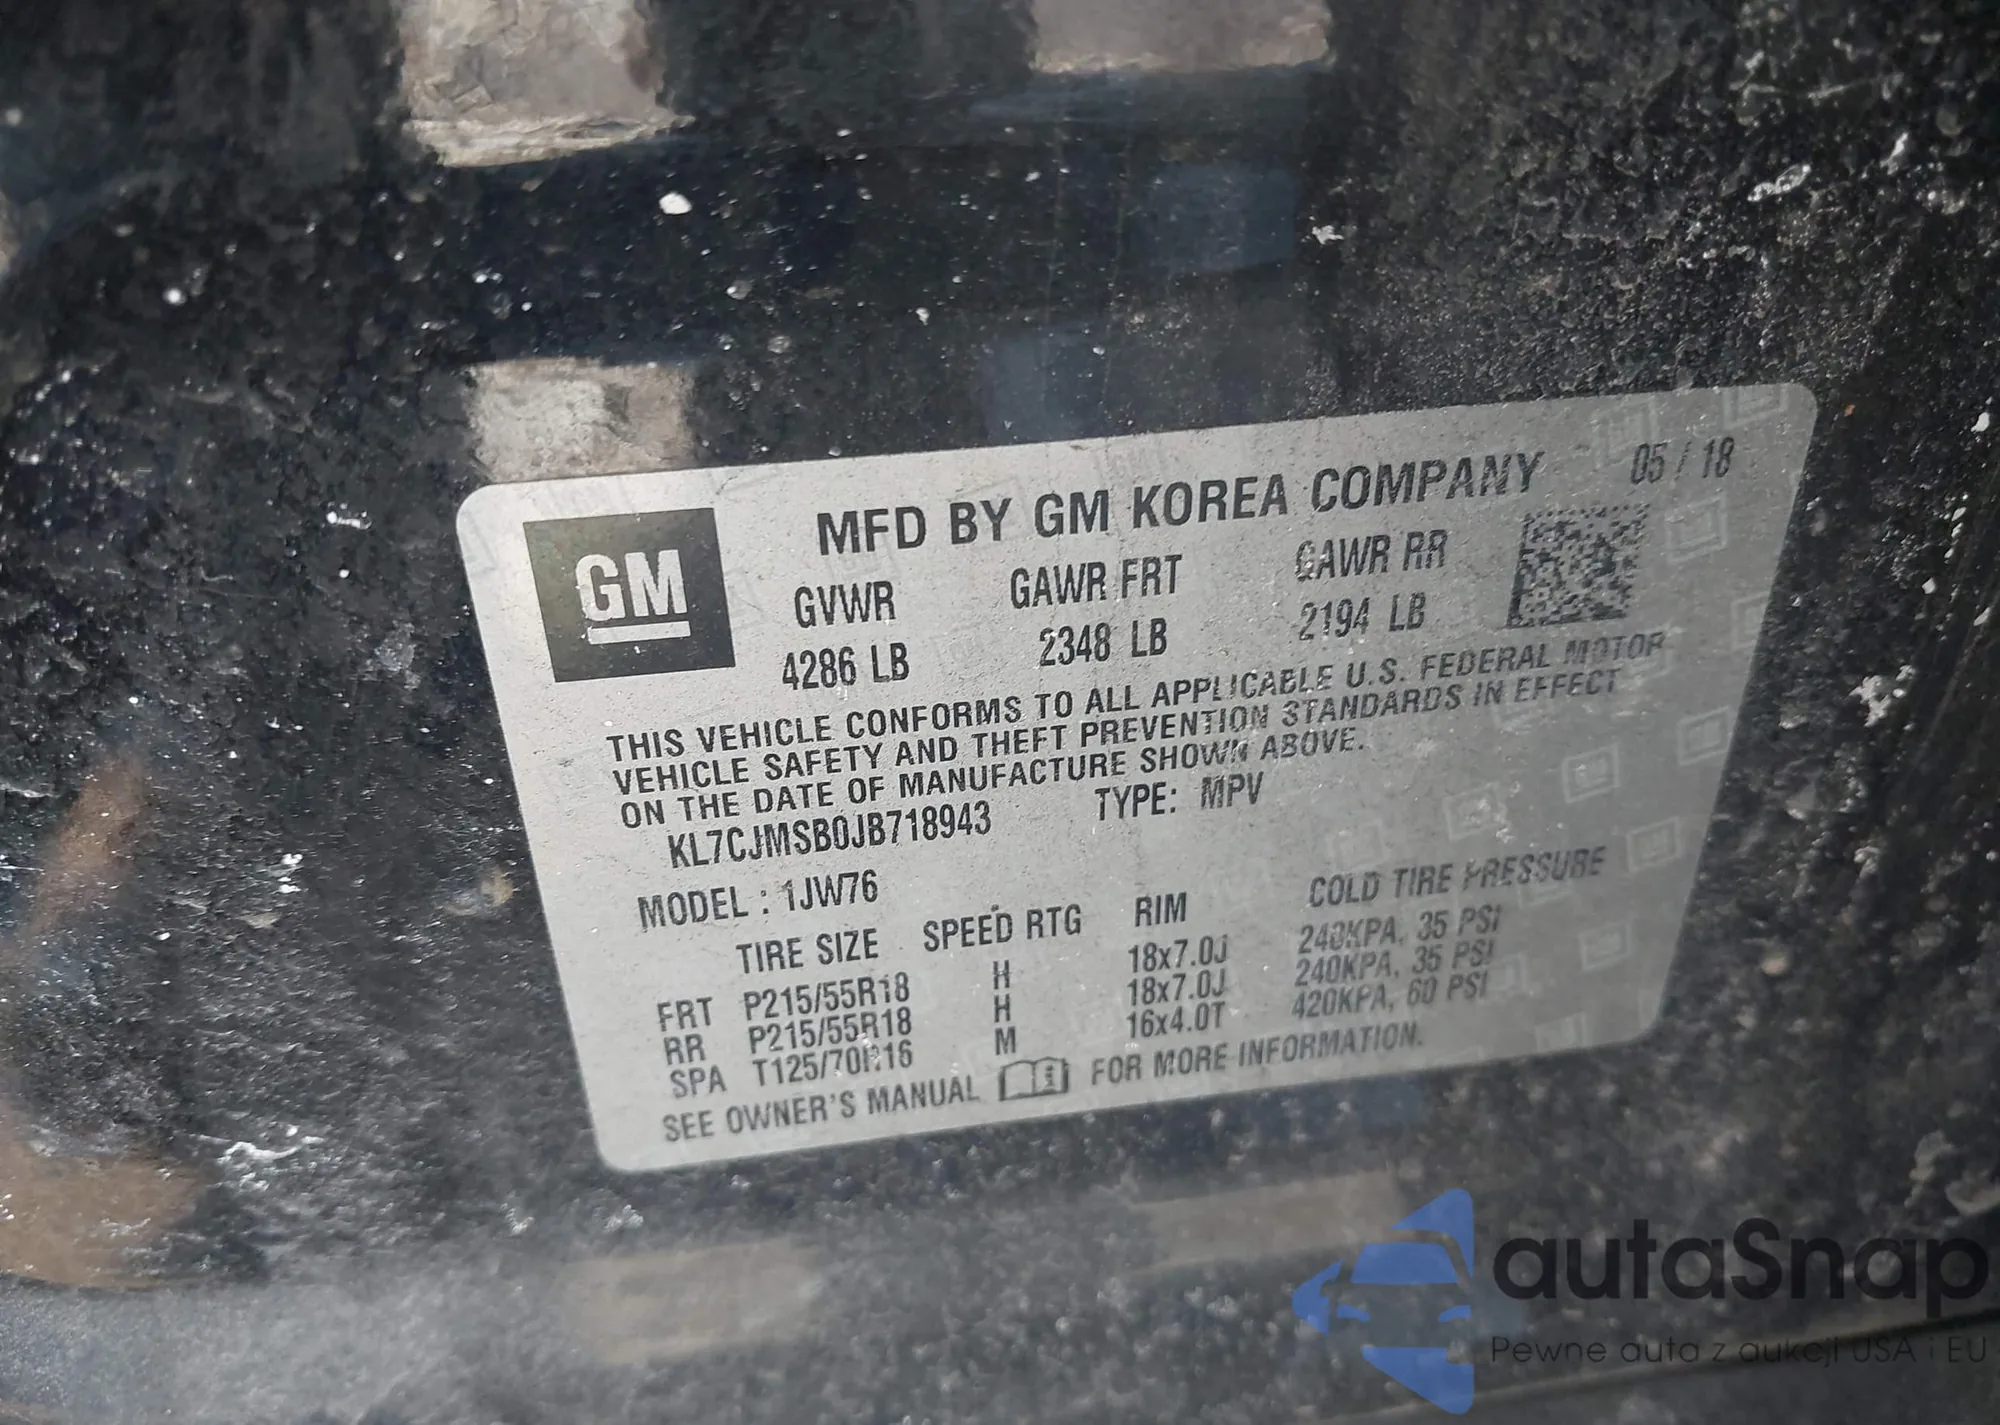 GM
MFD BY GM KOREA COMPANY 05 / 18
GVWR GAWR FRT GAWR RR
4286 LB 2348 LB 2194 LB
THIS VEHICLE CONFORMS TO ALL APPLICABLE U.S. FEDERAL MOTOR
VEHICLE SAFETY AND THEFT PREVENTION STANDARDS IN EFFECT
ON THE DATE OF MANUFACTURE SHOWN ABOVE.
KL7CJMSB0JB718943 TYPE: MPV
MODEL : 1JW76
TIRE SIZE SPEED RTG RIM COLD TIRE PRESSURE
FRT P215/55R18 H 18x7.0J 240KPA, 35 PSI
RR P215/55R18 H 18x7.0J 240KPA, 35 PSI
SPA T125/70R16 M 16x4.0T 420KPA, 60 PSI
SEE OWNER'S MANUAL FOR MORE INFORMATION.
autaSnap
Pewne auta z aukcji USA i EU